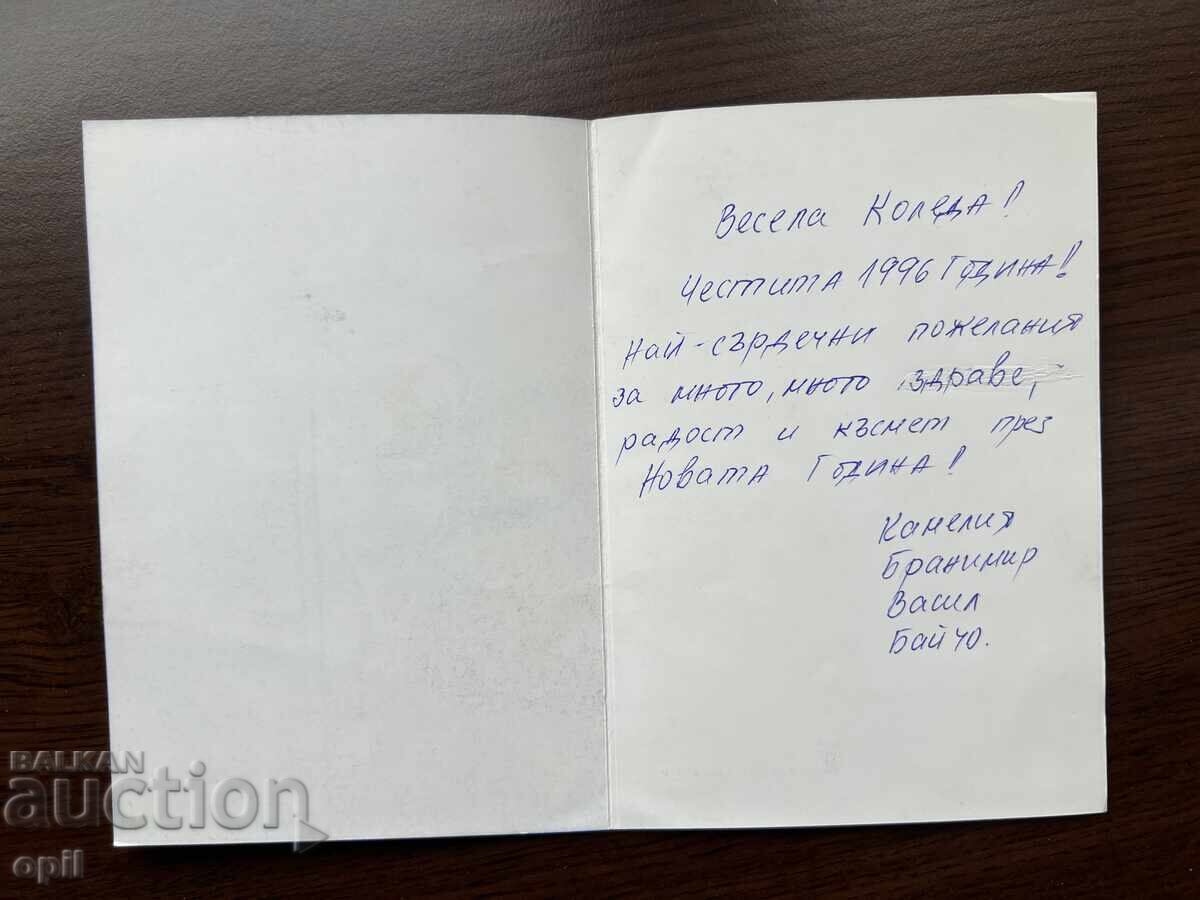 Весела Коледа!
Честита 1996 Година!
Най-сърдечни пожелания
за много, много здраве,
радост и късмет през
Новата Година!
Камелия
Бранимир
Васил
Байчо.
BALKAN
auction
opil